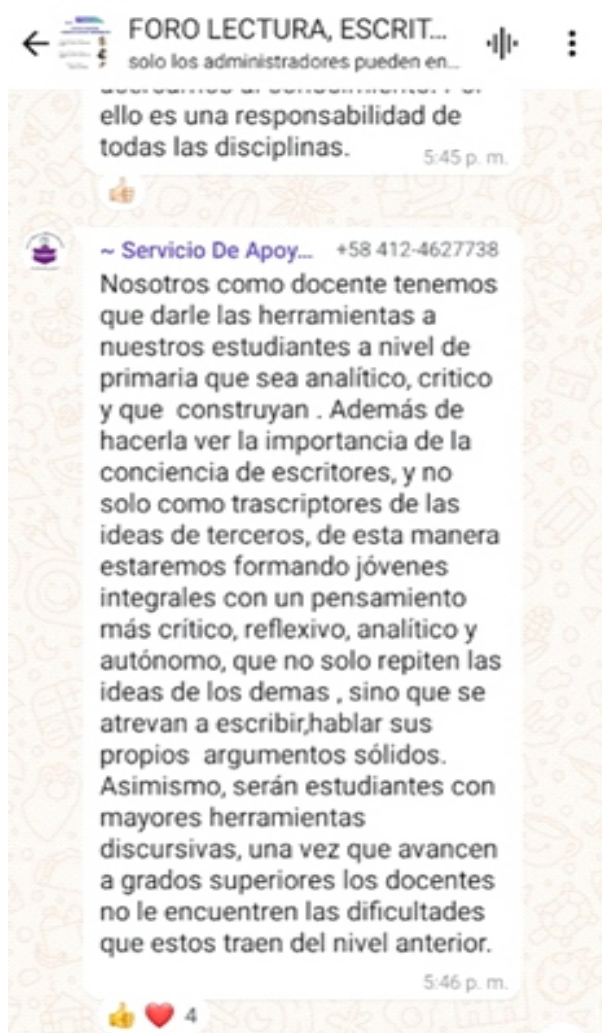 FORO LECTURA, ESCRIT...
solo los administradores pueden en...
ello es una responsabilidad de
todas las disciplinas.
5:45 p. m.
~ Servicio De Apoy... +58 412-4627738
Nosotros como docente tenemos
que darle las herramientas a
nuestros estudiantes a nivel de
primaria que sea analítico, critico
y que construyan . Además de
hacerla ver la importancia de la
conciencia de escritores, y no
solo como trascriptores de las
ideas de terceros, de esta manera
estaremos formando jóvenes
integrales con un pensamiento
más crítico, reflexivo, analítico y
autónomo, que no solo repiten las
ideas de los demas , sino que se
atrevan a escribir,hablar sus
propios argumentos sólidos.
Asimismo, serán estudiantes con
mayores herramientas
discursivas, una vez que avancen
a grados superiores los docentes
no le encuentren las dificultades
que estos traen del nivel anterior.
5:46 p. m.
4